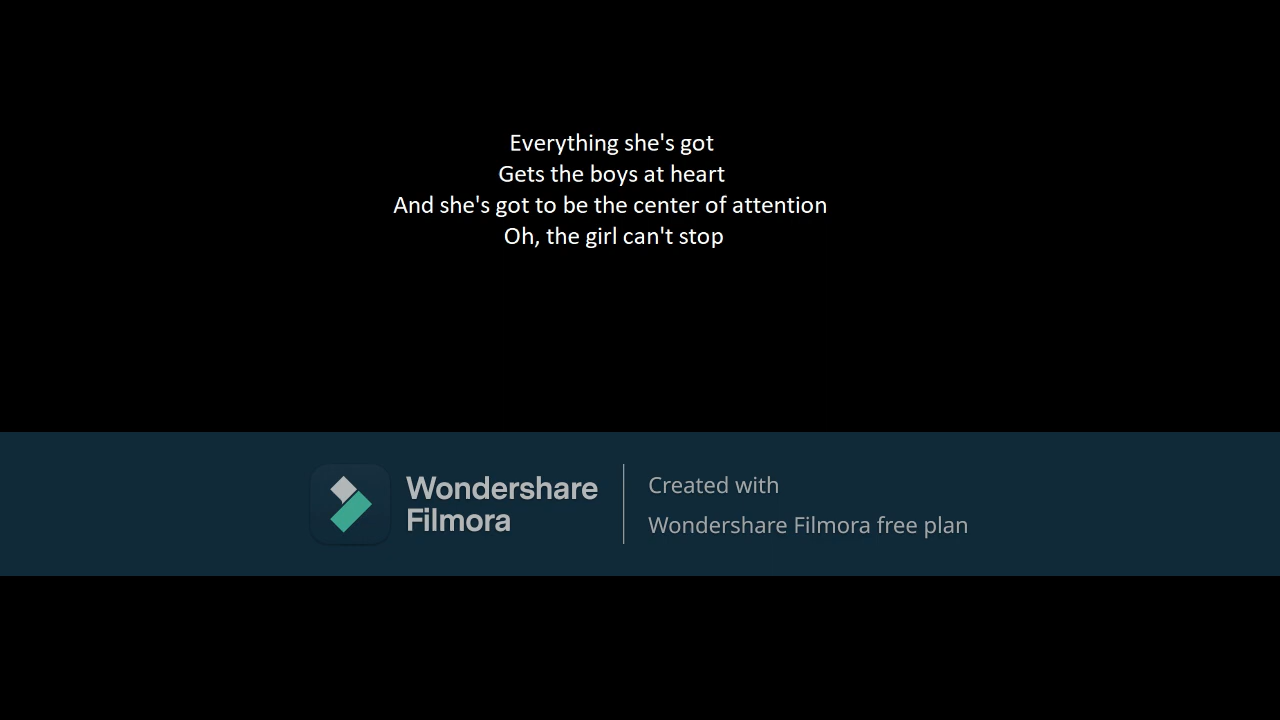 Everything she's got
Gets the boys at heart
And she's got to be the center of attention
Oh, the girl can't stop
Wondershare
Filmora
Created with
Wondershare Filmora free plan